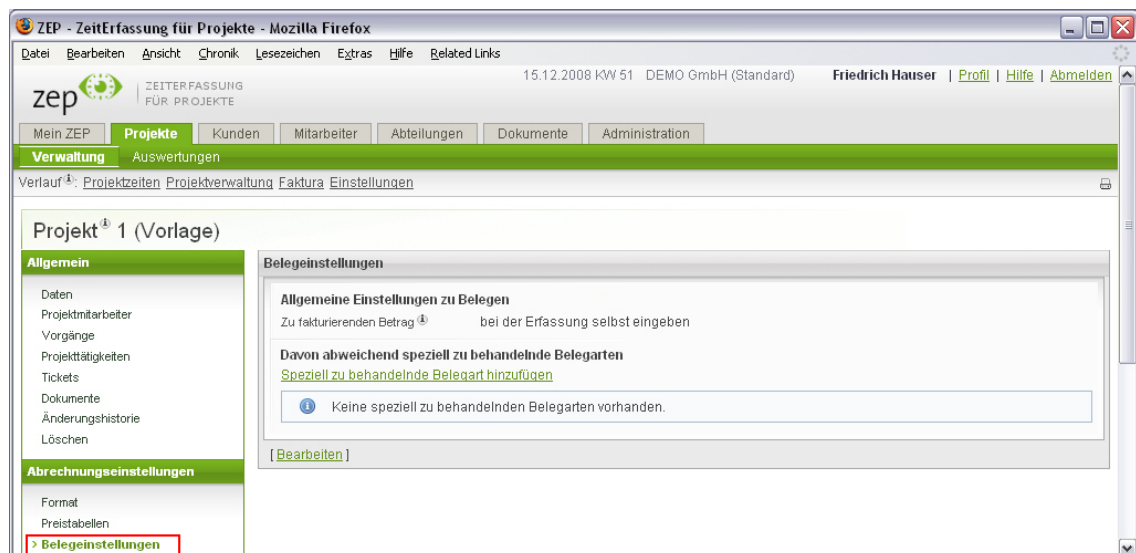 ZEP - ZeitErfassung für Projekte - Mozilla Firefox
Datei Bearbeiten Ansicht Chronik Lesezeichen Extras Hilfe Related Links
15.12.2008 KW 51 DEMO GmbH (Standard) Friedrich Hauser | Profil | Hilfe | Abmelden
zep ZEITERFASSUNG
FÜR PROJEKTE
Mein ZEP Projekte Kunden Mitarbeiter Abteilungen Dokumente Administration
Verwaltung Auswertungen
Verlauf: Projektzeiten Projektverwaltung Faktura Einstellungen
Projekt 1 (Vorlage)
Allgemein
Daten
Projektmitarbeiter
Vorgänge
Projekttätigkeiten
Tickets
Dokumente
Änderungshistorie
Löschen
Abrechnungseinstellungen
Format
Preistabellen
> Belegeinstellungen
Belegeinstellungen
Allgemeine Einstellungen zu Belegen
Zu fakturierenden Betrag bei der Erfassung selbst eingeben
Davon abweichend speziell zu behandelnde Belegarten
Speziell zu behandelnde Belegart hinzufügen
Keine speziell zu behandelnden Belegarten vorhanden.
[ Bearbeiten ]